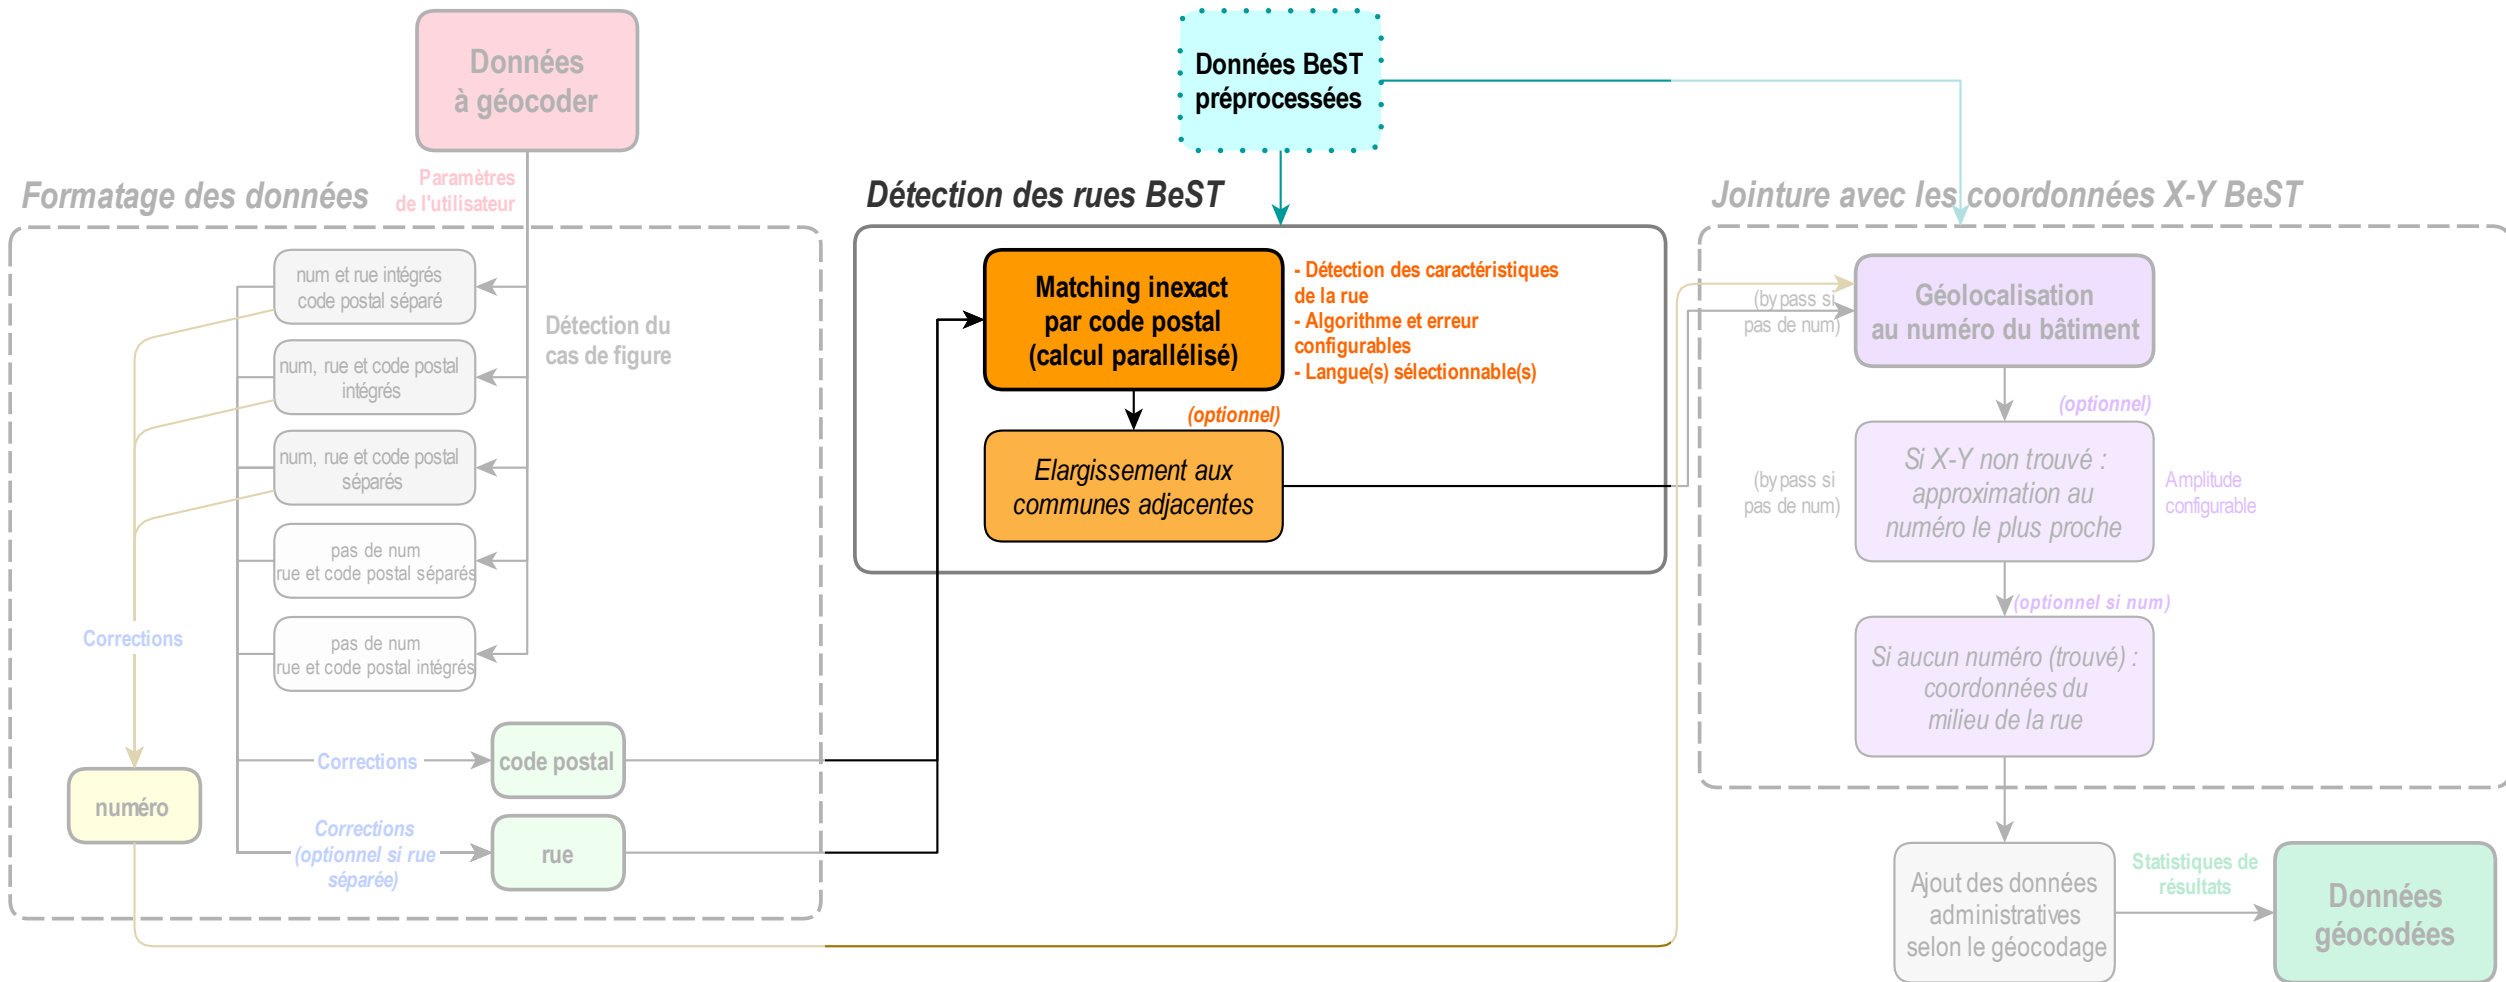 Données
à géocoder
Données BeST
préprocessées
Paramètres
de l'utilisateur
Formatage des données
num et rue intégrés
code postal séparé
num, rue et code postal
intégrés
num, rue et code postal
séparés
pas de num
rue et code postal séparés
pas de num
rue et code postal intégrés
Détection du
cas de figure
Corrections
numéro
Corrections
code postal
Corrections
(optionnel si rue
séparée)
rue
Détection des rues BeST
Matching inexact
par code postal
(calcul parallélisé)
- Détection des caractéristiques
de la rue
- Algorithme et erreur
configurables
- Langue(s) sélectionnable(s)
(optionnel)
Elargissement aux
communes adjacentes
Jointure avec les coordonnées X-Y BeST
(by pass si
pas de num)
Géolocalisation
au numéro du bâtiment
(optionnel)
(by pass si
pas de num)
Si X-Y non trouvé :
approximation au
numéro le plus proche
Amplitude
configurable
(optionnel si num)
Si aucun numéro (trouvé) :
coordonnées du
milieu de la rue
Ajout des données
administratives
selon le géocodage
Statistiques de
résultats
Données
géocodées